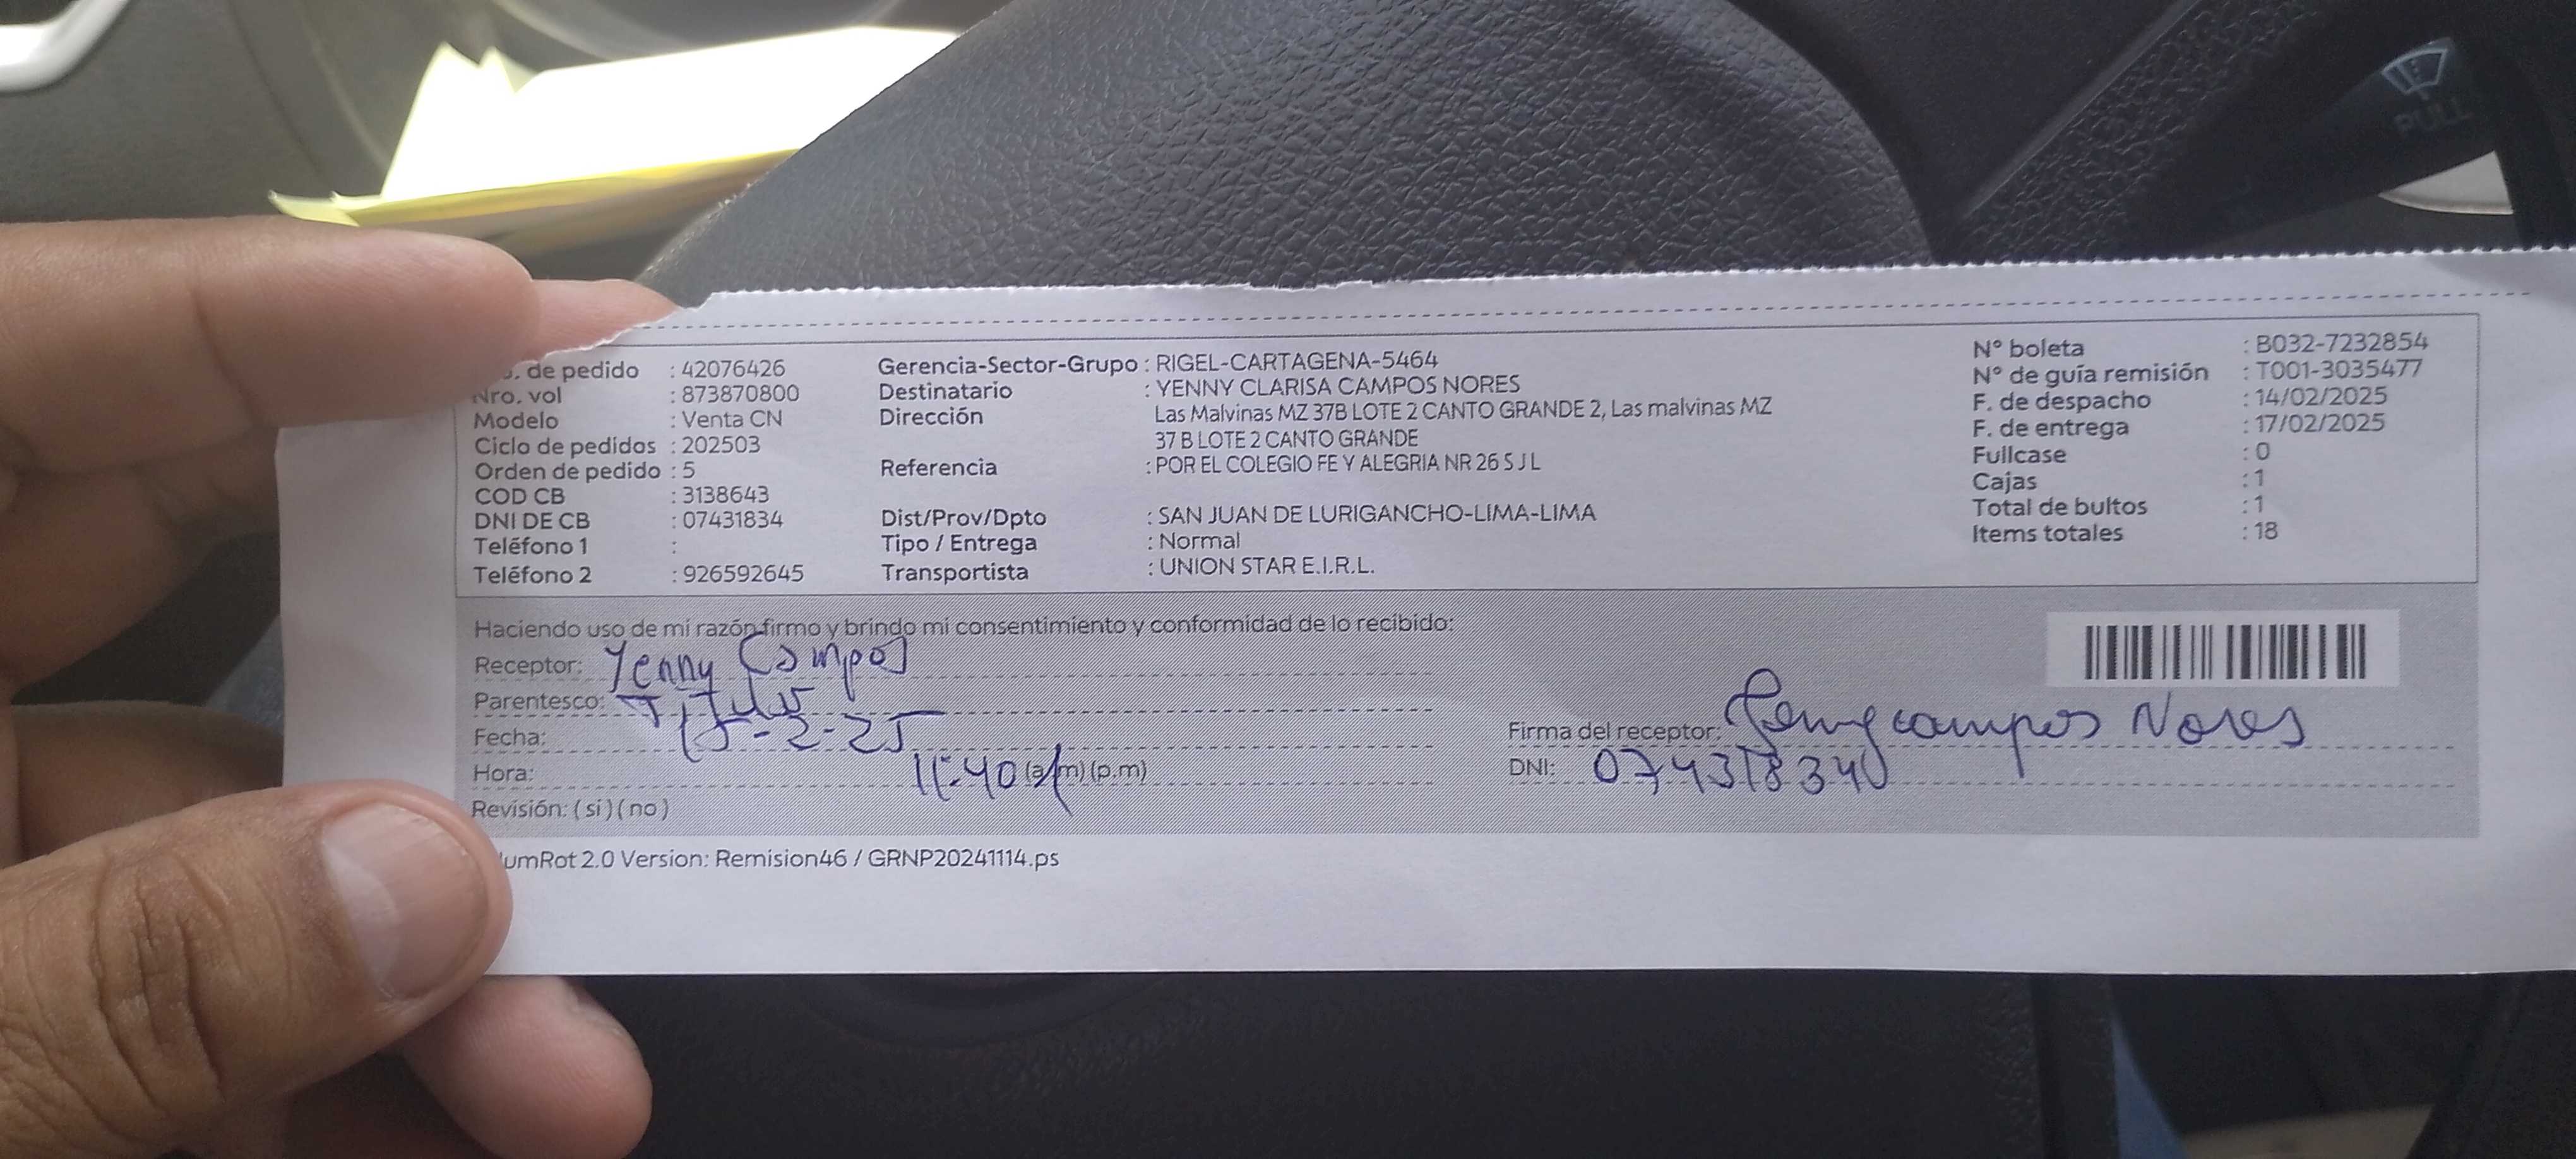 . de pedido : 42076426
Nro. vol : 873870800
Modelo : Venta CN
Ciclo de pedidos : 202503
Orden de pedido : 5
COD CB : 3138643
DNI DE CB : 07431834
Teléfono 1 :
Teléfono 2 : 926592645
Gerencia-Sector-Grupo : RIGEL-CARTAGENA-5464
Destinatario : YENNY CLARISA CAMPOS NORES
Dirección Las Malvinas MZ 37B LOTE 2 CANTO GRANDE 2, Las malvinas MZ
37 B LOTE 2 CANTO GRANDE
Referencia : POR EL COLEGIO FE Y ALEGRIA NR 26 S J L
Dist/Prov/Dpto : SAN JUAN DE LURIGANCHO-LIMA-LIMA
Tipo / Entrega : Normal
Transportista : UNION STAR E.I.R.L.
N° boleta : B032-7232854
N° de guía remisión : T001-3035477
F. de despacho : 14/02/2025
F. de entrega : 17/02/2025
Fullcase : 0
Cajas : 1
Total de bultos : 1
Items totales : 18
Haciendo uso de mi razón firmo y brindo mi consentimiento y conformidad de lo recibido:
Receptor: Yenny Campos
Parentesco:
Fecha: 15-2-25
Hora: 11:40 (a.m) (p.m)
Revisión: ( si ) ( no )
Firma del receptor: Yenny campos Nores
DNI: 07431834
umRot 2.0 Version: Remision46 / GRNP20241114.ps
PULL